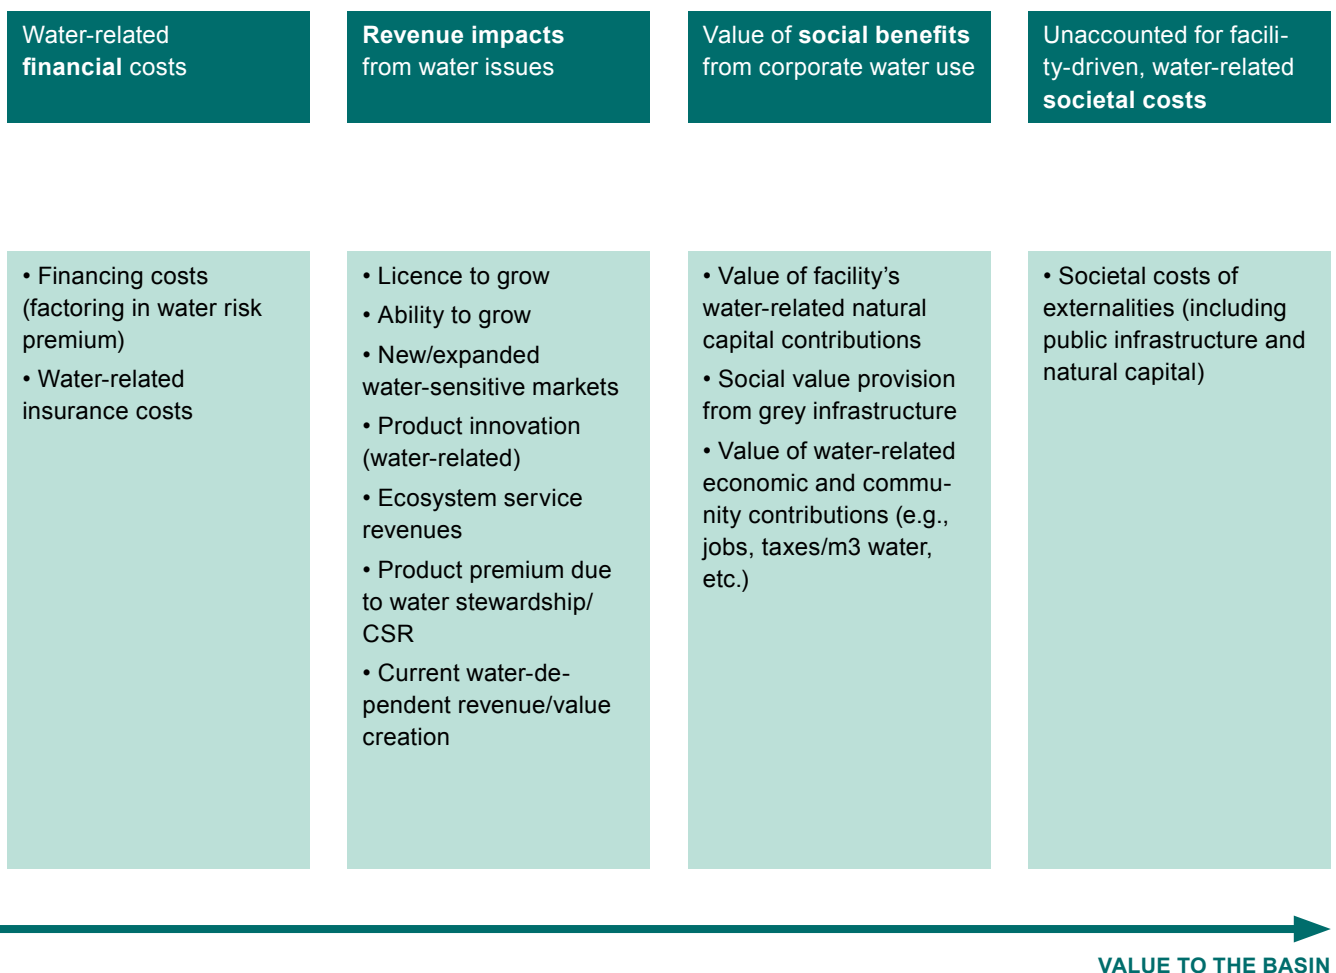 Water-related
financial costs
Revenue impacts
from water issues
Value of social benefits
from corporate water use
Unaccounted for facili-
ty-driven, water-related
societal costs
• Financing costs
(factoring in water risk
premium)
• Water-related
insurance costs
• Licence to grow
• Ability to grow
• New/expanded
water-sensitive markets
• Product innovation
(water-related)
• Ecosystem service
revenues
• Product premium due
to water stewardship/
CSR
• Current water-de-
pendent revenue/value
creation
• Value of facility’s
water-related natural
capital contributions
• Social value provision
from grey infrastructure
• Value of water-related
economic and commu-
nity contributions (e.g.,
jobs, taxes/m3 water,
etc.)
• Societal costs of
externalities (including
public infrastructure and
natural capital)
VALUE TO THE BASIN